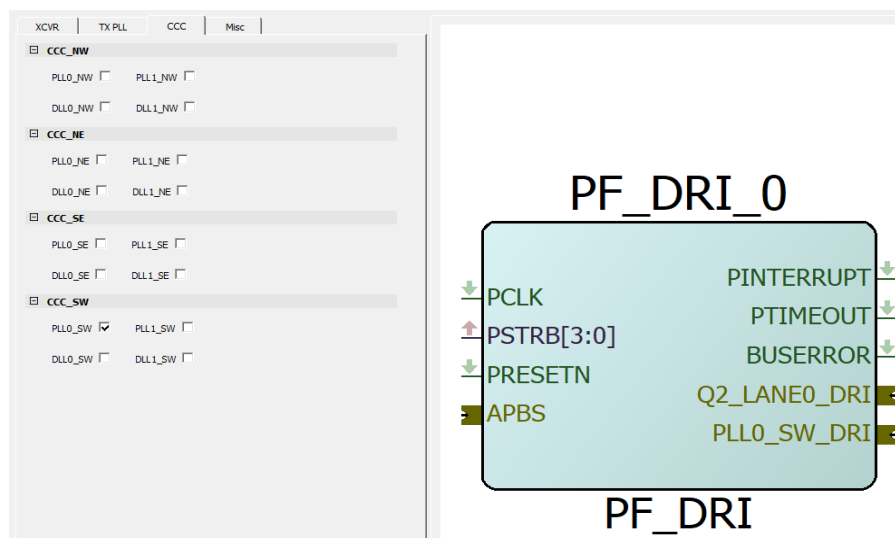 XCVR TX PLL CCC Misc
CCC_NW
PLL0_NW PLL1_NW
DLL0_NW DLL1_NW
CCC_NE
PLL0_NE PLL1_NE
DLL0_NE DLL1_NE
CCC_SE
PLL0_SE PLL1_SE
DLL0_SE DLL1_SE
CCC_SW
PLL0_SW PLL1_SW
DLL0_SW DLL1_SW
PF_DRI_0
PCLK
PSTRB[3:0]
PRESETN
APBS
PINTERRUPT
PTIMEOUT
BUSERROR
Q2_LANE0_DRI
PLL0_SW_DRI
PF_DRI